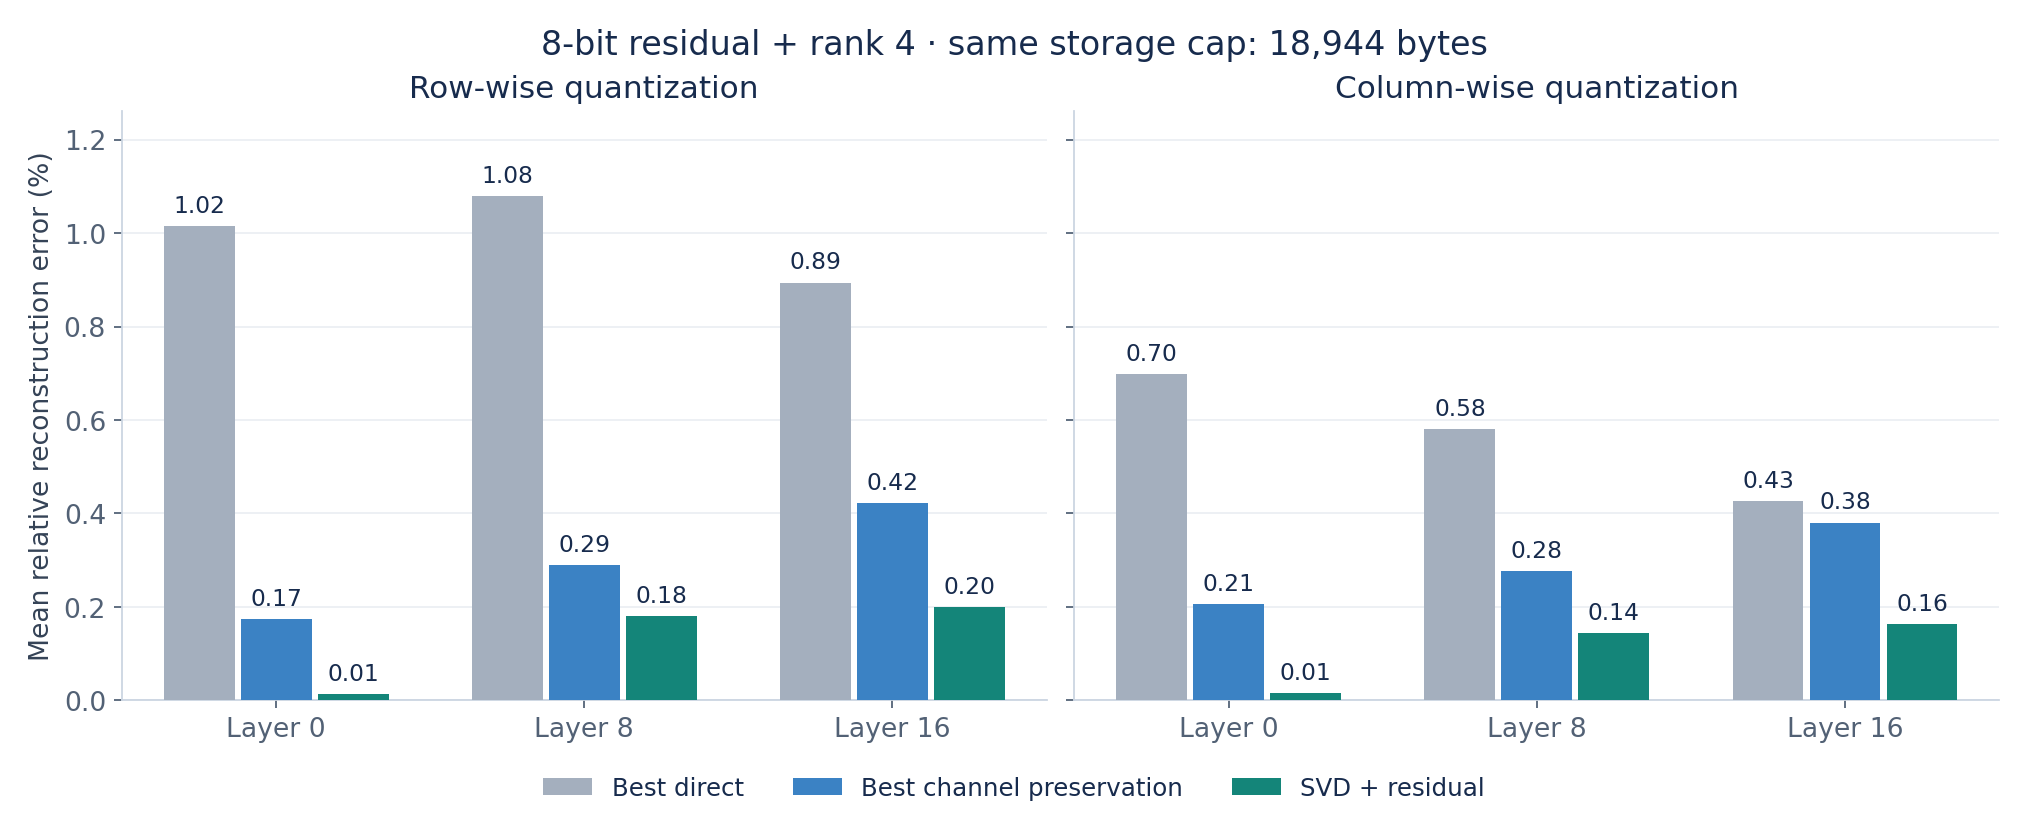 8-bit residual + rank 4 · same storage cap: 18,944 bytes
Row-wise quantization
Column-wise quantization
Mean relative reconstruction error (%)
1.2
1.0
0.8
0.6
0.4
0.2
0.0
1.02
0.17
0.01
1.08
0.29
0.18
0.89
0.42
0.20
0.70
0.21
0.01
0.58
0.28
0.14
0.43
0.38
0.16
Layer 0
Layer 8
Layer 16
Layer 0
Layer 8
Layer 16
Best direct
Best channel preservation
SVD + residual